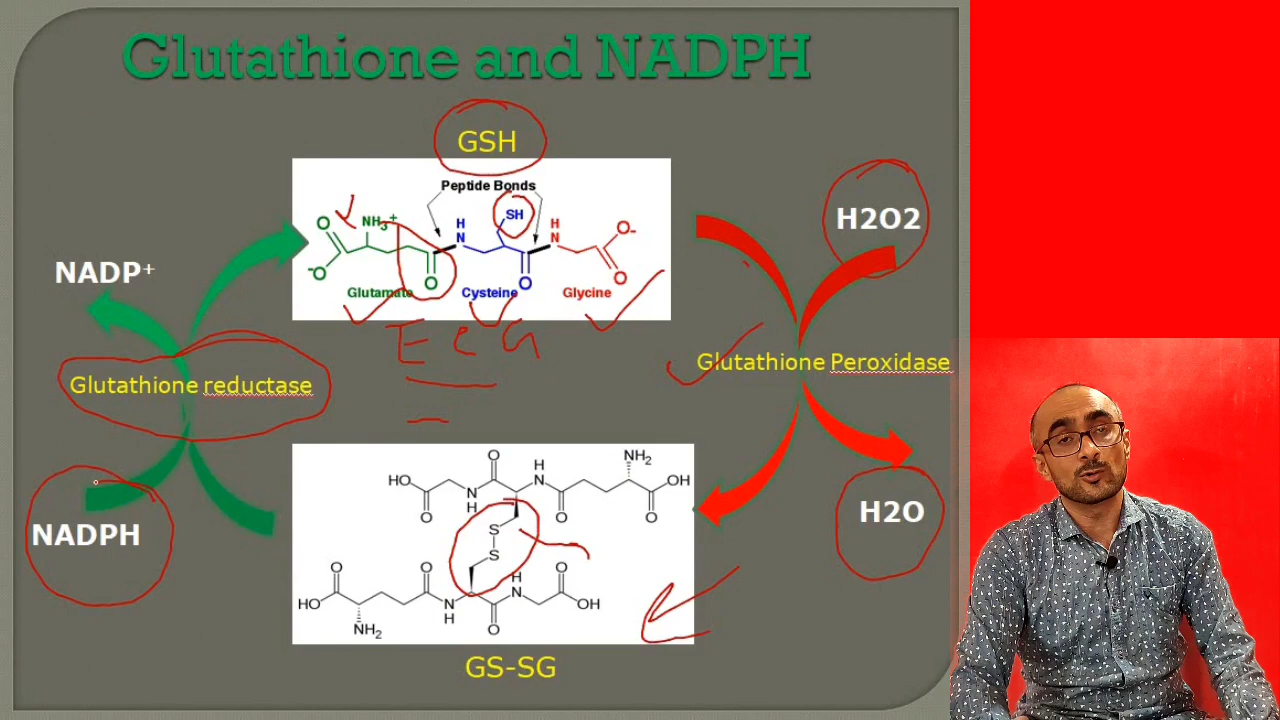 Glutathione and NADPH
GSH
Peptide Bonds
H2O2
O
NH3+
H
N
SH
H
N
O-
-O
O
O
O
Glutamate
Cysteine
Glycine
NADP+
E C G
Glutathione reductase
Glutathione Peroxidase
NADPH
H2O
O
H
N
NH2
HO
N
H
OH
O
O
O
S
S
O
O
H
N
O
HO
N
H
OH
NH2
O
GS-SG